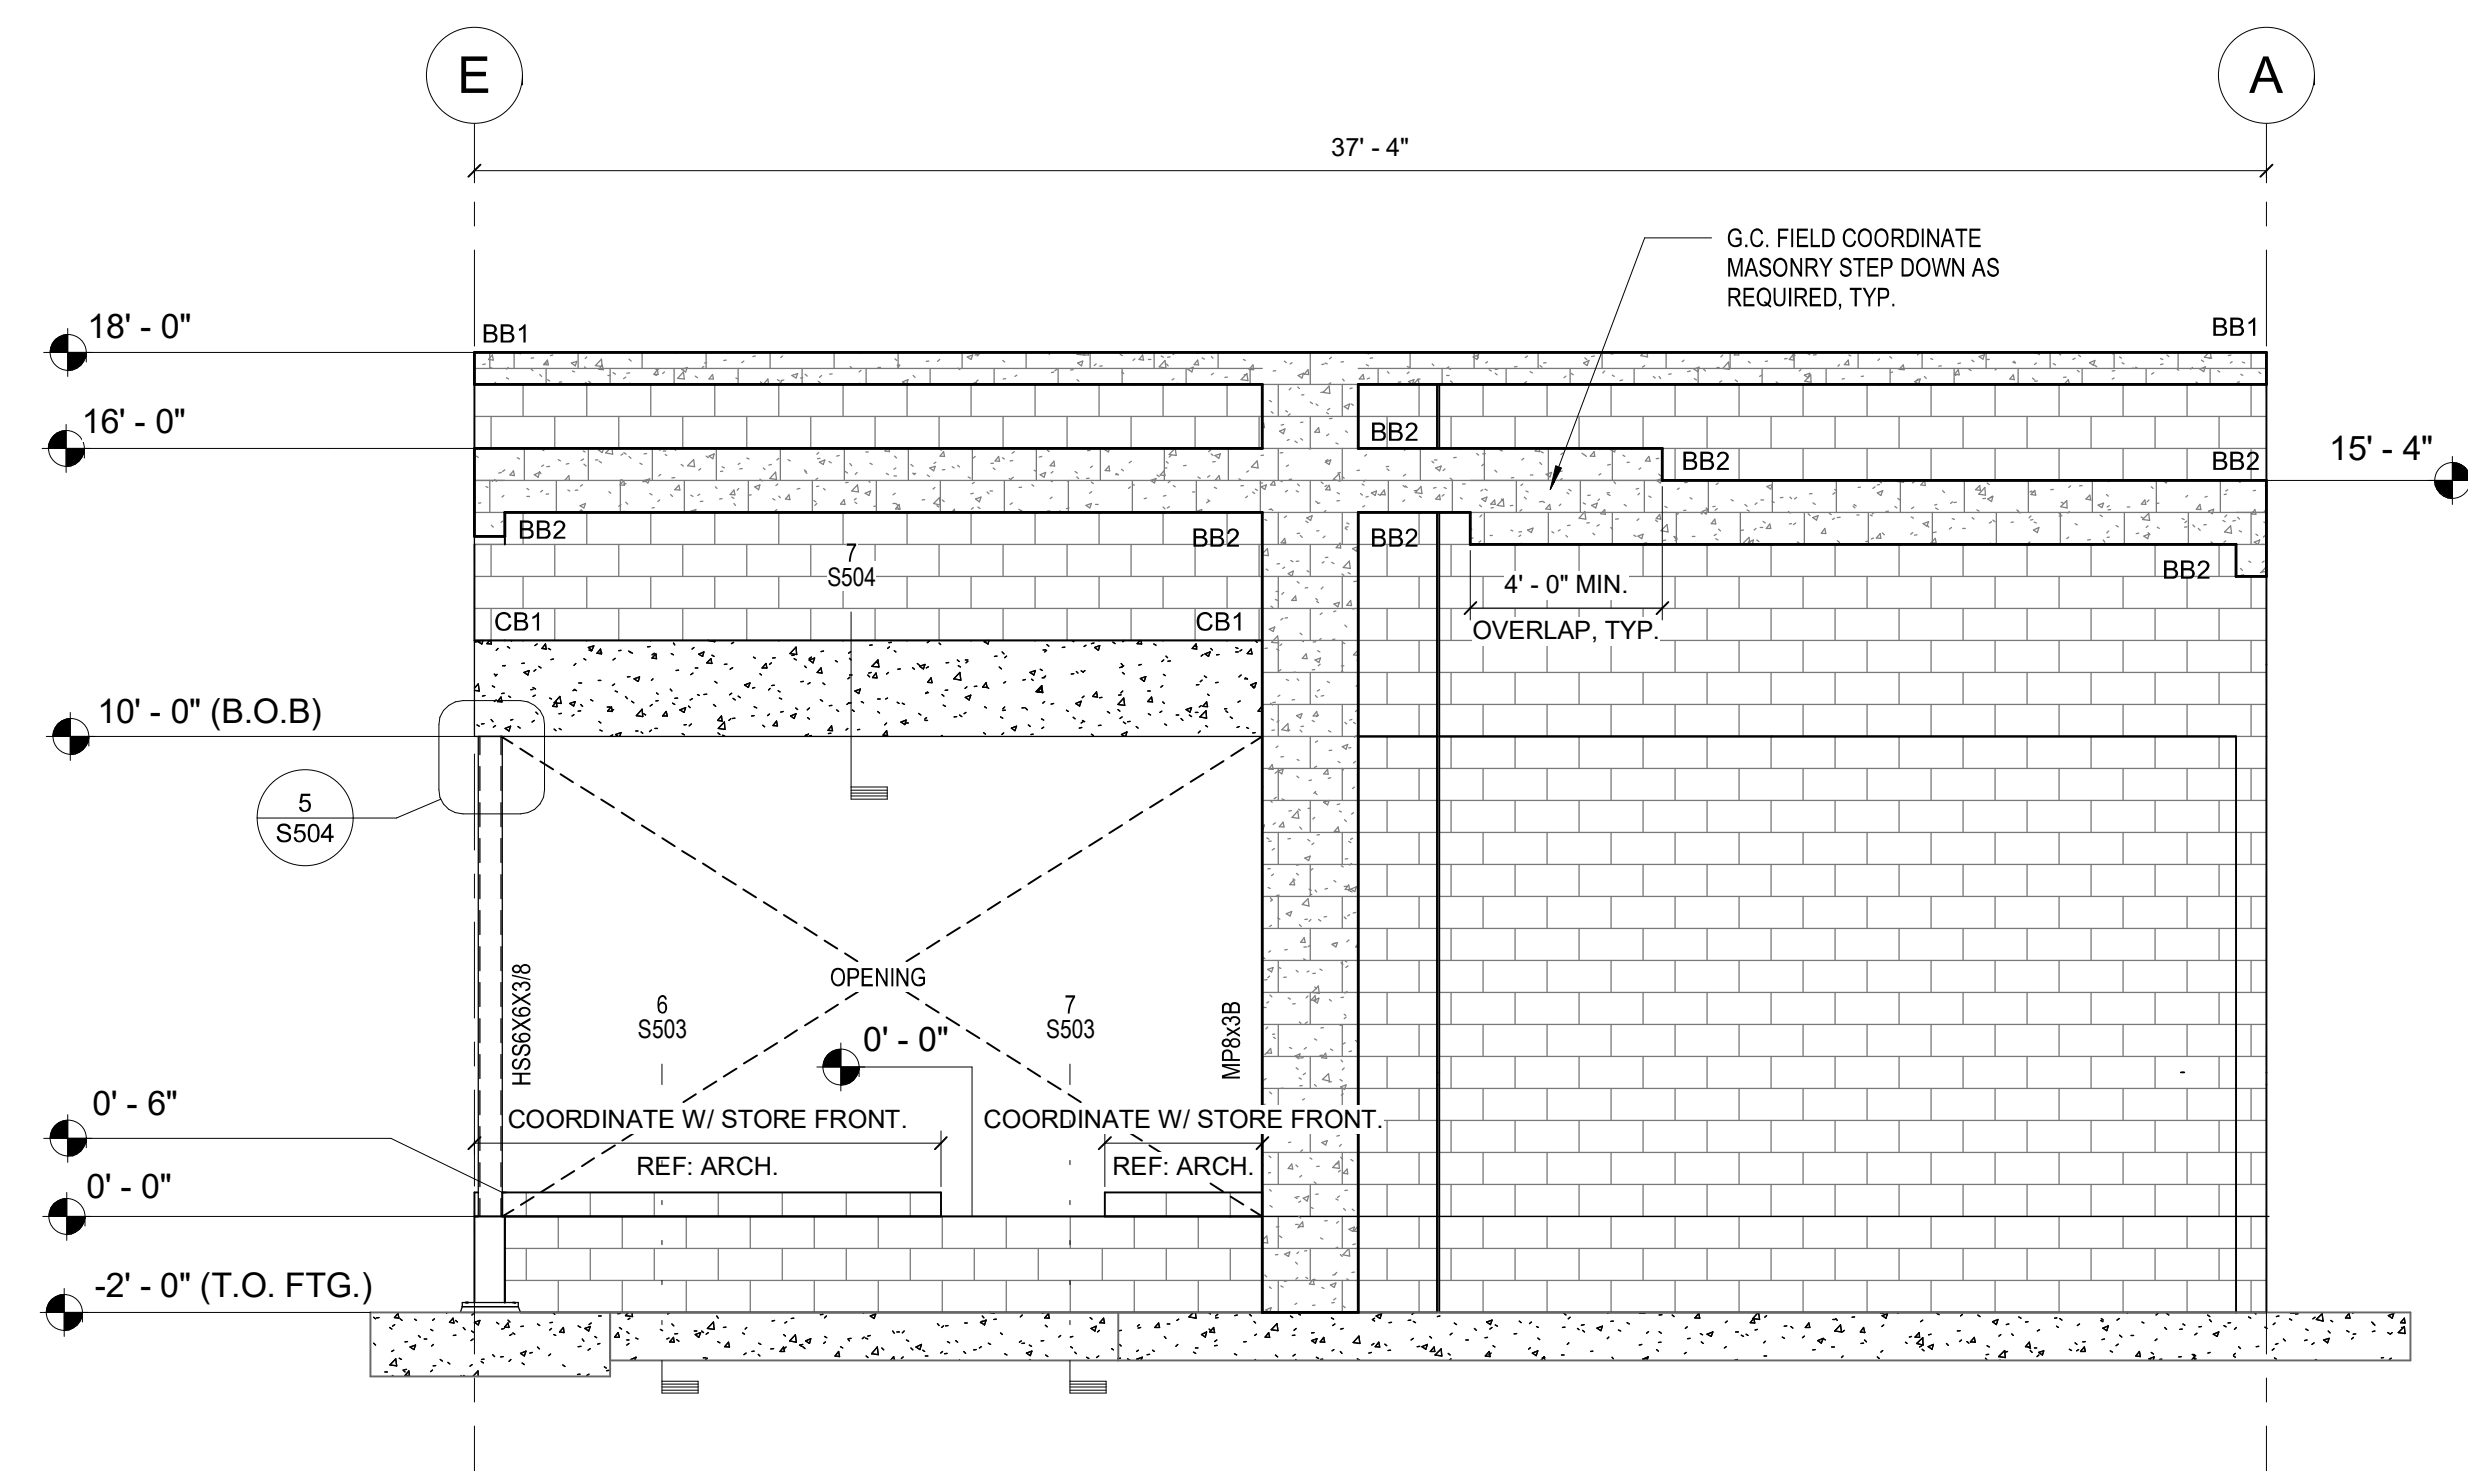 E
A
37' - 4"
G.C. FIELD COORDINATE
MASONRY STEP DOWN AS
REQUIRED, TYP.
18' - 0"
BB1
BB1
16' - 0"
BB2
BB2
BB2
15' - 4"
BB2
BB2
BB2
BB2
7
S504
4' - 0" MIN.
OVERLAP, TYP.
CB1
CB1
10' - 0" (B.O.B)
5
S504
OPENING
HSS6X6X3/8
6
S503
7
S503
MP8x3B
0' - 0"
0' - 6"
COORDINATE W/ STORE FRONT.
COORDINATE W/ STORE FRONT.
REF: ARCH.
REF: ARCH.
0' - 0"
-2' - 0" (T.O. FTG.)